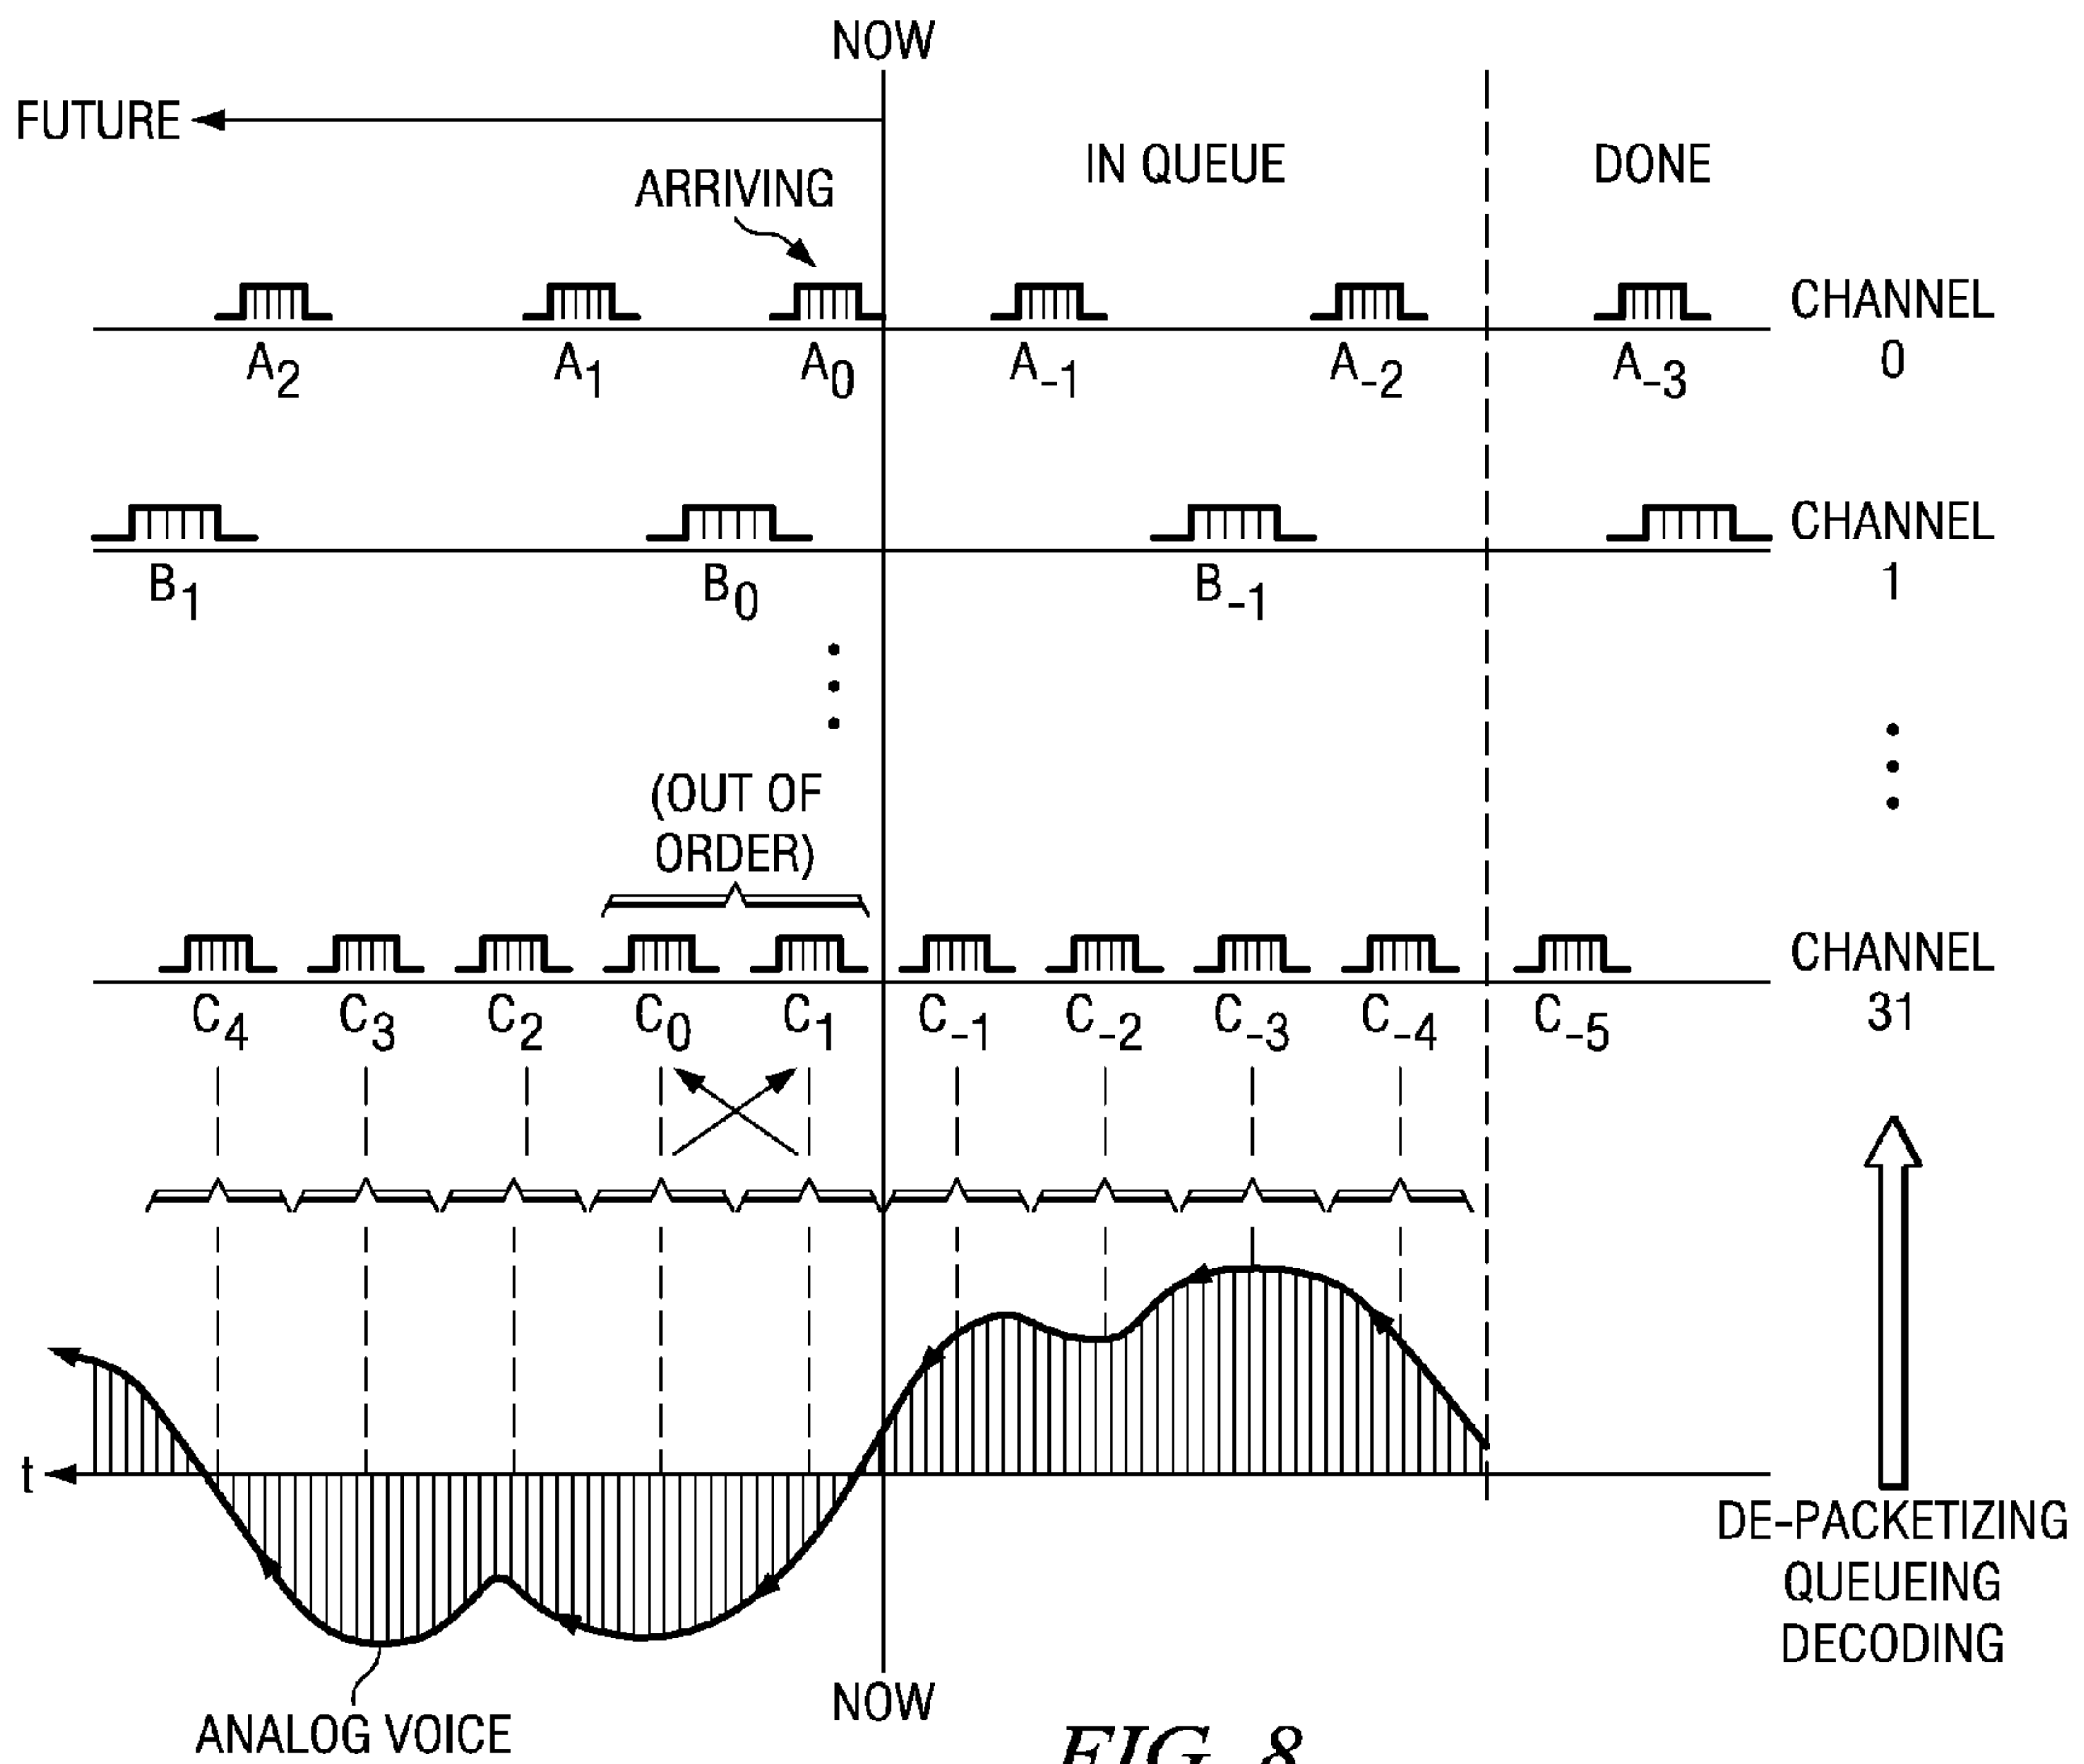 NOW
FUTURE
IN QUEUE
DONE
ARRIVING
CHANNEL
0
A2
A1
A0
A-1
A-2
A-3
CHANNEL
1
B1
B0
B-1
(OUT OF
ORDER)
CHANNEL
31
C4
C3
C2
C0
C1
C-1
C-2
C-3
C-4
C-5
t
DE-PACKETIZING
QUEUEING
DECODING
NOW
ANALOG VOICE
FIG. 8